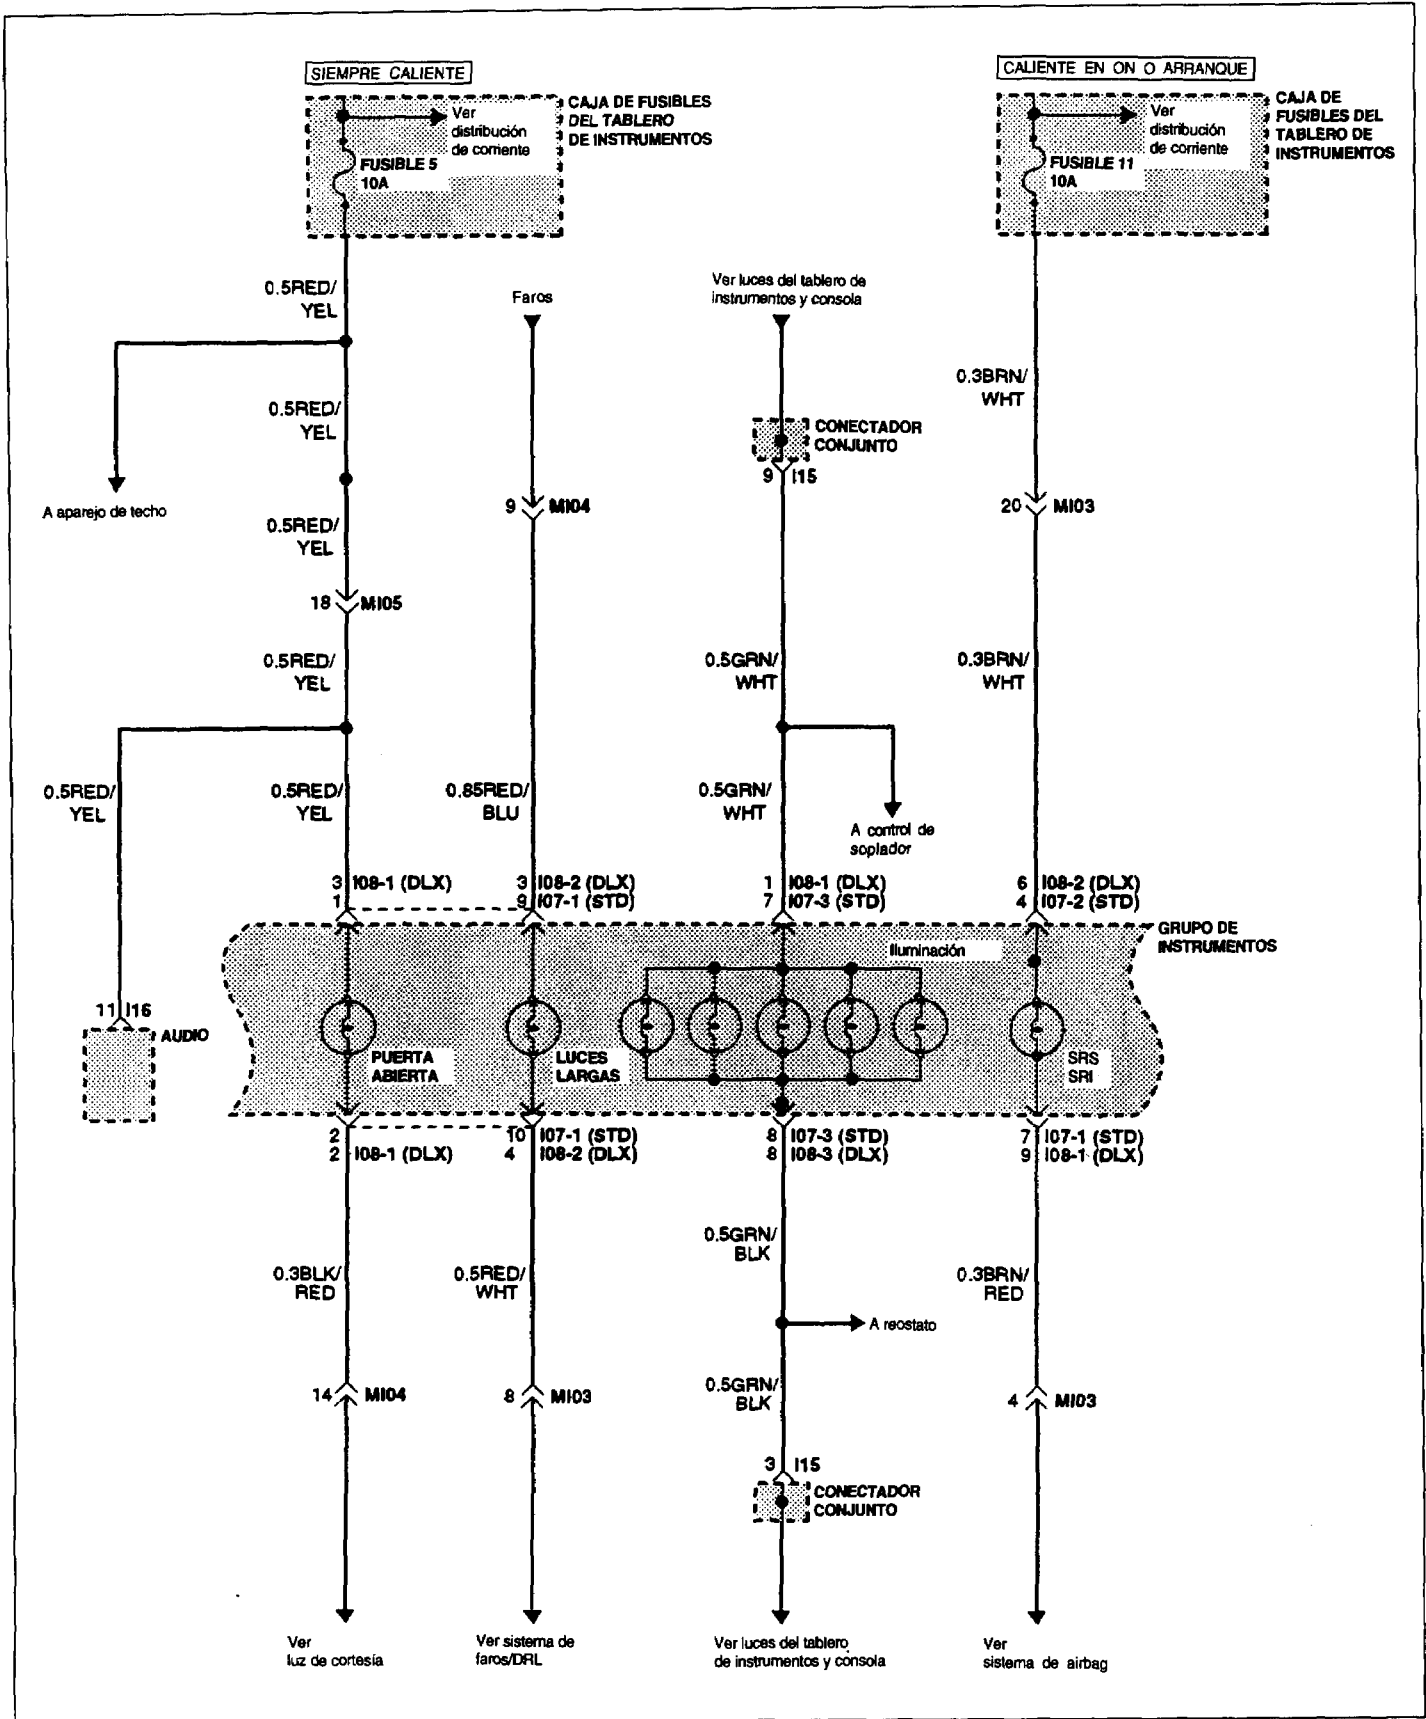 SIEMPRE CALIENTE
CALIENTE EN ON O ARRANQUE
Ver
distribución
de corriente
FUSIBLE 5
10A
CAJA DE FUSIBLES
DEL TABLERO
DE INSTRUMENTOS
Ver
distribución
de corriente
FUSIBLE 11
10A
CAJA DE
FUSIBLES DEL
TABLERO DE
INSTRUMENTOS
0.5RED/
YEL
Faros
Ver luces del tablero de
instrumentos y consola
0.3BRN/
WHT
0.5RED/
YEL
CONECTADOR
CONJUNTO
9 I15
A aparejo de techo
9 MI04
20 MI03
0.5RED/
YEL
18 MI05
0.5RED/
YEL
0.5GRN/
WHT
0.3BRN/
WHT
0.5RED/
YEL
0.5RED/
YEL
0.85RED/
BLU
0.5GRN/
WHT
A control de
soplador
3 I08-1 (DLX)
1
3 I08-2 (DLX)
9 I07-1 (STD)
1 I08-1 (DLX)
7 I07-3 (STD)
6 I08-2 (DLX)
4 I07-2 (STD)
GRUPO DE
INSTRUMENTOS
Iluminación
11 I16
AUDIO
PUERTA
ABIERTA
LUCES
LARGAS
SRS
SRI
2
2 I08-1 (DLX)
10 I07-1 (STD)
4 I08-2 (DLX)
8 I07-3 (STD)
8 I08-3 (DLX)
7 I07-1 (STD)
9 I08-1 (DLX)
0.5GRN/
BLK
0.3BLK/
RED
0.5RED/
WHT
0.3BRN/
RED
A reostato
14 MI04
8 MI03
0.5GRN/
BLK
4 MI03
3 I15
CONECTADOR
CONJUNTO
Ver
luz de cortesía
Ver sistema de
faros/DRL
Ver luces del tablero
de instrumentos y consola
Ver
sistema de airbag